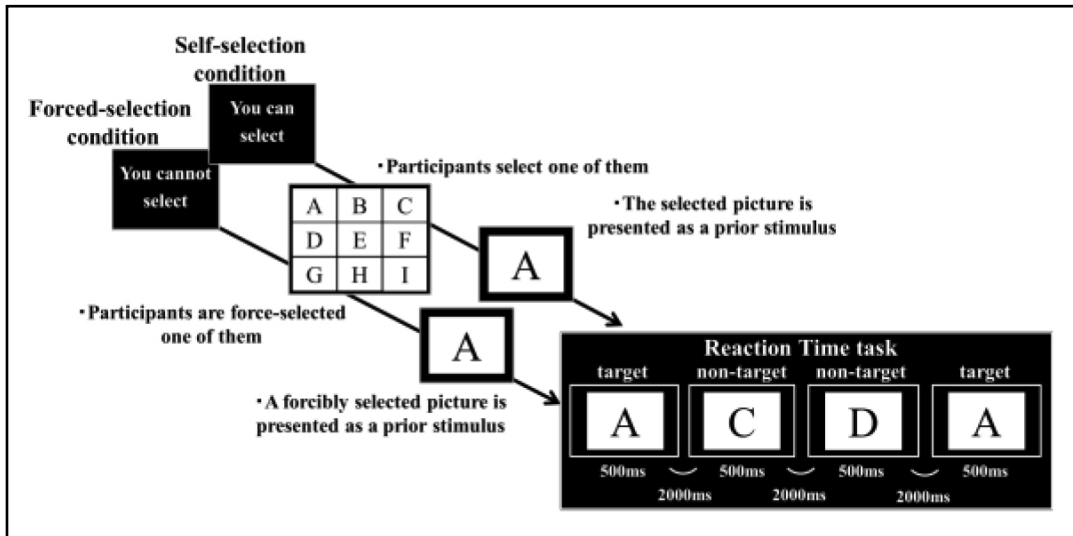 Self-selection
condition
You can
select
Forced-selection
condition
You cannot
select
・Participants select one of them
A B C
D E F
G H I
・The selected picture is
presented as a prior stimulus
A
・Participants are force-selected
one of them
A
・A forcibly selected picture is
presented as a prior stimulus
Reaction Time task
target non-target non-target target
A C D A
500ms 500ms 500ms 500ms
2000ms 2000ms 2000ms